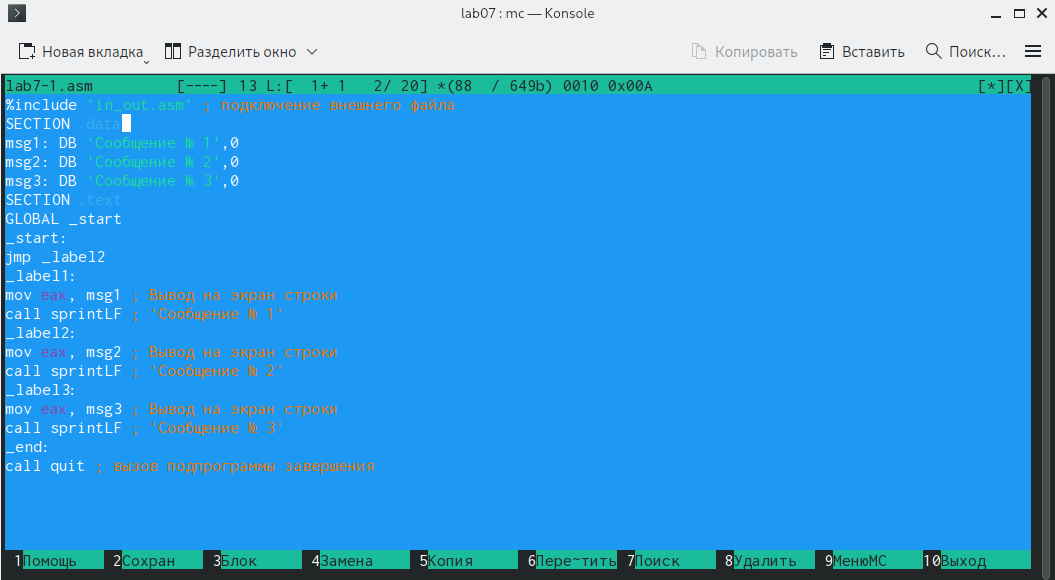 lab07 : mc — Konsole
Новая вкладка Разделить окно Копировать Вставить Поиск...
lab7-1.asm [----] 13 L:[ 1+ 1 2/ 20] *(88 / 649b) 0010 0x00A [*][X]
%include 'in_out.asm' ; подключение внешнего файла
SECTION .data
msg1: DB 'Сообщение № 1',0
msg2: DB 'Сообщение № 2',0
msg3: DB 'Сообщение № 3',0
SECTION .text
GLOBAL _start
_start:
jmp _label2
_label1:
mov eax, msg1 ; Вывод на экран строки
call sprintLF ; 'Сообщение № 1'
_label2:
mov eax, msg2 ; Вывод на экран строки
call sprintLF ; 'Сообщение № 2'
_label3:
mov eax, msg3 ; Вывод на экран строки
call sprintLF ; 'Сообщение № 3'
_end:
call quit ; вызов подпрограммы завершения
1Помощь 2Сохран 3Блок 4Замена 5Копия 6Пере~тить 7Поиск 8Удалить 9МенюMC 10Выход